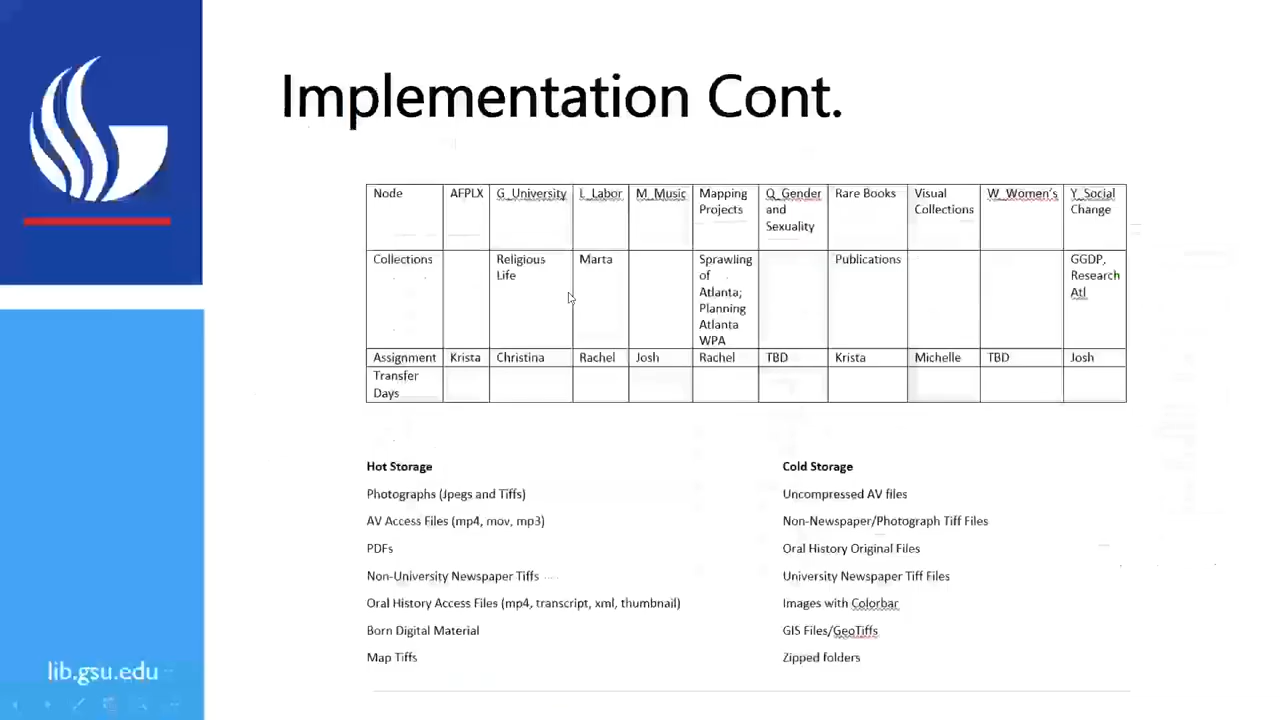 Implementation Cont.
Node AFPLX G_University L_Labor M_Music Mapping Projects Q_Gender and Sexuality Rare Books Visual Collections W_Women's Y_Social Change
Collections Religious Life Marta Sprawling of Atlanta; Planning Atlanta WPA Publications GGDP, Research Atl
Assignment Krista Christina Rachel Josh Rachel TBD Krista Michelle TBD Josh
Transfer Days
Hot Storage
Photographs (Jpegs and Tiffs)
AV Access Files (mp4, mov, mp3)
PDFs
Non-University Newspaper Tiffs
Oral History Access Files (mp4, transcript, xml, thumbnail)
Born Digital Material
Map Tiffs
Cold Storage
Uncompressed AV files
Non-Newspaper/Photograph Tiff Files
Oral History Original Files
University Newspaper Tiff Files
Images with Colorbar
GIS Files/GeoTiffs
Zipped folders
lib.gsu.edu